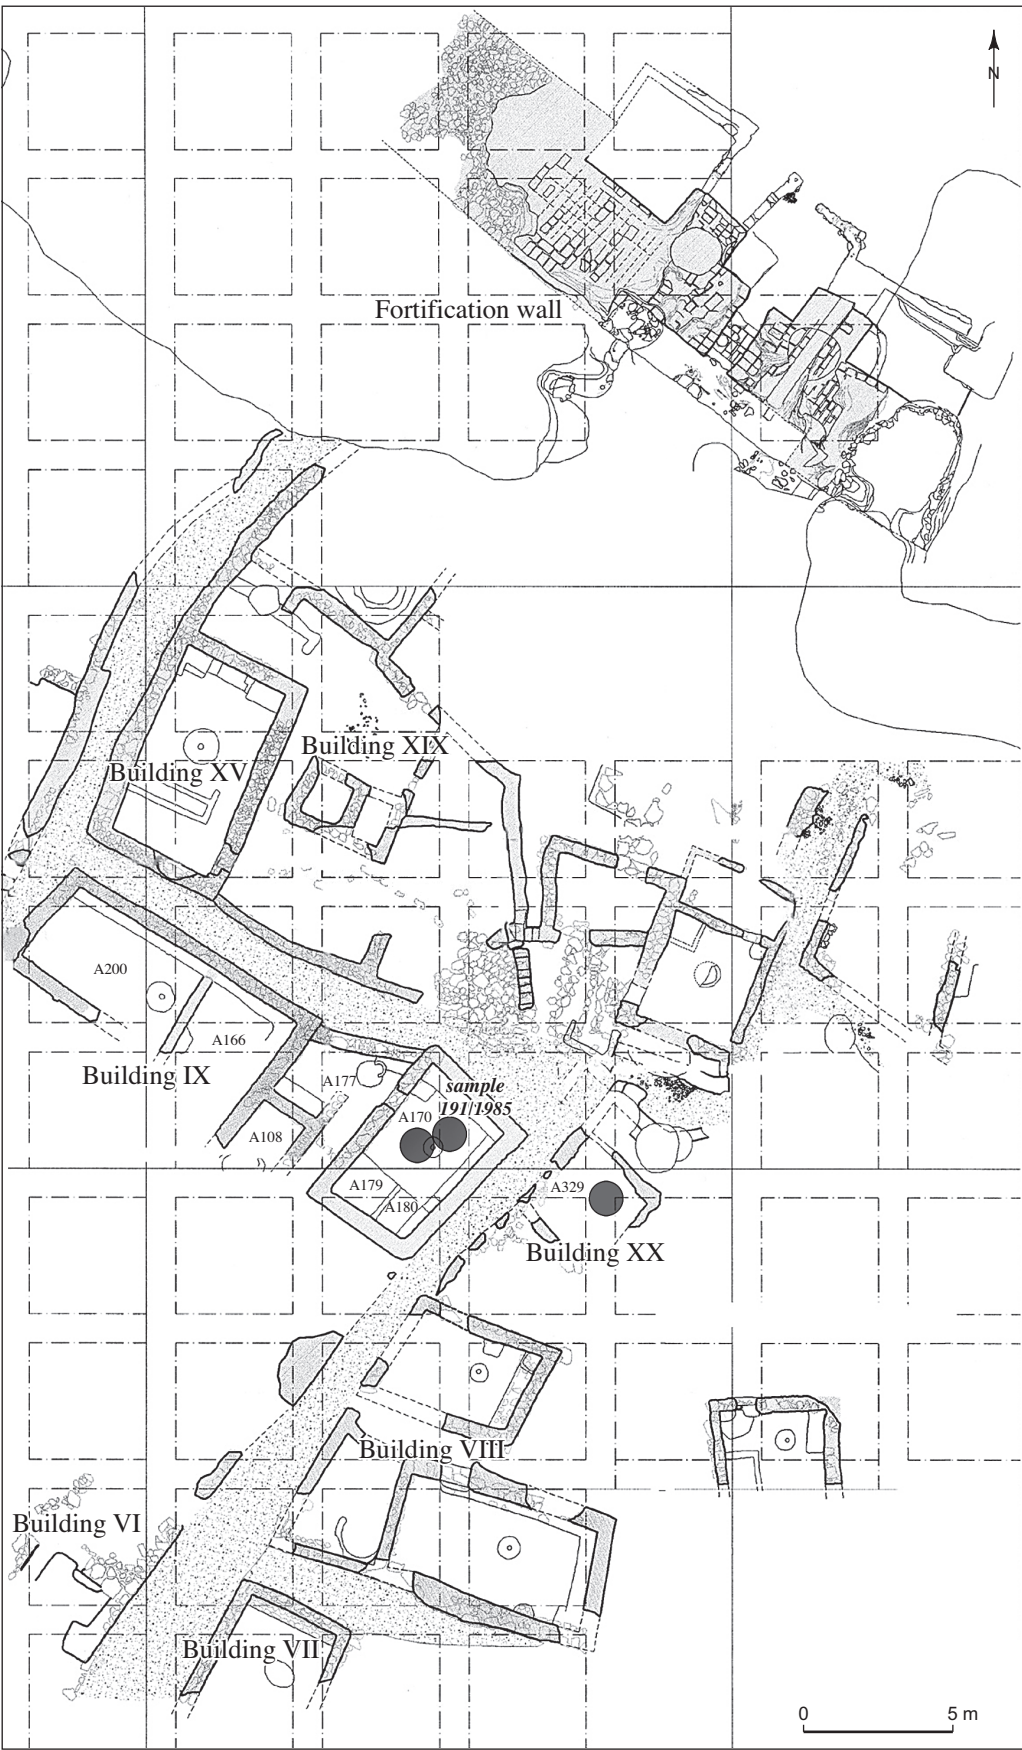 N
Fortification wall
Building XIX
Building XV
A200
A166
Building IX
A177
sample
191/1985
A170
A108
A179
A329
A180
Building XX
Building VIII
Building VI
Building VII
0
5 m